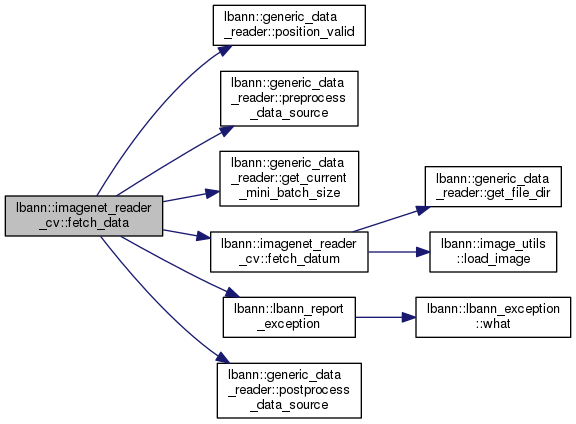 lbann::generic_data
_reader::position_valid
lbann::generic_data
_reader::preprocess
_data_source
lbann::generic_data
_reader::get_current
_mini_batch_size
lbann::generic_data
_reader::get_file_dir
lbann::imagenet_reader
_cv::fetch_data
lbann::imagenet_reader
_cv::fetch_datum
lbann::image_utils
::load_image
lbann::lbann_report
_exception
lbann::lbann_exception
::what
lbann::generic_data
_reader::postprocess
_data_source